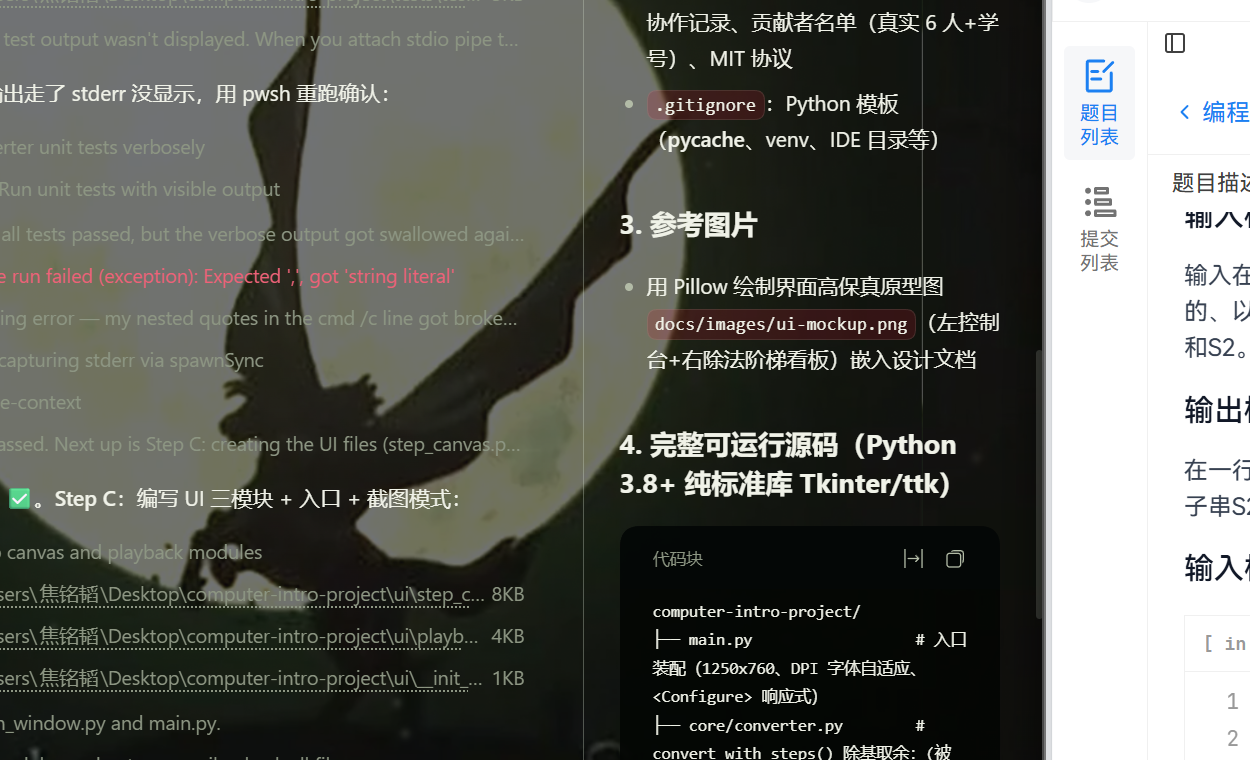 test output wasn't displayed. When you attach stdio pipe t...
出走了 stderr 没显示，用 pwsh 重跑确认：
erter unit tests verbosely
Run unit tests with visible output
all tests passed, but the verbose output got swallowed agai...
e run failed (exception): Expected ',', got 'string literal'
ing error — my nested quotes in the cmd /c line got broke...
capturing stderr via spawnSync
e-context
assed. Next up is Step C: creating the UI files (step_canvas.p...
✅。Step C：编写 UI 三模块 + 入口 + 截图模式：
canvas and playback modules
sers\焦铭韬\Desktop\computer-intro-project\ui\step_c... 8KB
sers\焦铭韬\Desktop\computer-intro-project\ui\playb... 4KB
sers\焦铭韬\Desktop\computer-intro-project\ui\__init_... 1KB
n_window.py and main.py.
协作记录、贡献者名单（真实 6 人+学
号）、MIT 协议
.gitignore：Python 模板
（pycache、venv、IDE 目录等）
3. 参考图片
用 Pillow 绘制界面高保真原型图
docs/images/ui-mockup.png（左控制
台+右除法阶梯看板）嵌入设计文档
4. 完整可运行源码（Python
3.8+ 纯标准库 Tkinter/ttk）
代码块
computer-intro-project/
├── main.py # 入口
装配（1250x760、DPI 字体自适应、
<Configure> 响应式）
├── core/converter.py #
convert_with_steps() 除基取余：（被
题目
列表
提交
列表
编程
题目描述
输入格
输入在
的、以
和S2。
输出格
在一行
子串S2
输入样
[ in
1
2